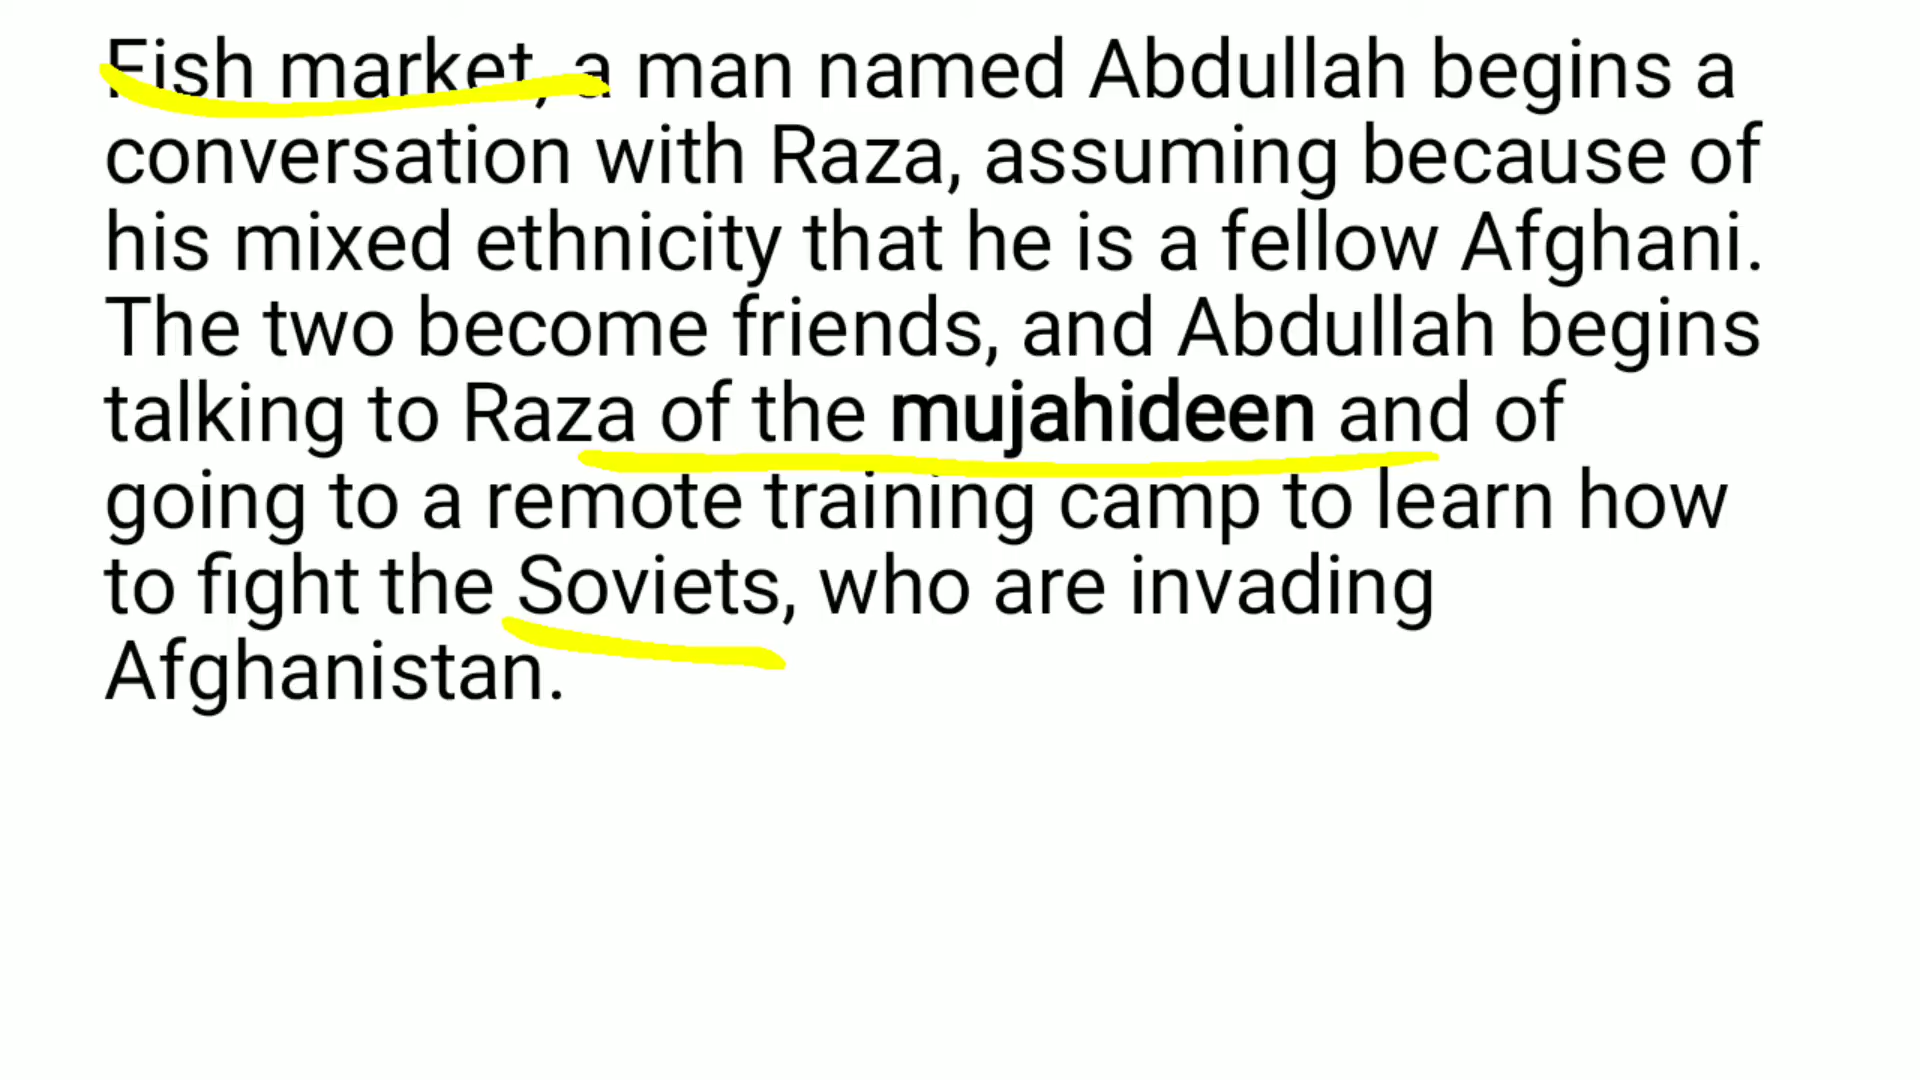 Fish market, a man named Abdullah begins a
conversation with Raza, assuming because of
his mixed ethnicity that he is a fellow Afghani.
The two become friends, and Abdullah begins
talking to Raza of the mujahideen and of
going to a remote training camp to learn how
to fight the Soviets, who are invading
Afghanistan.